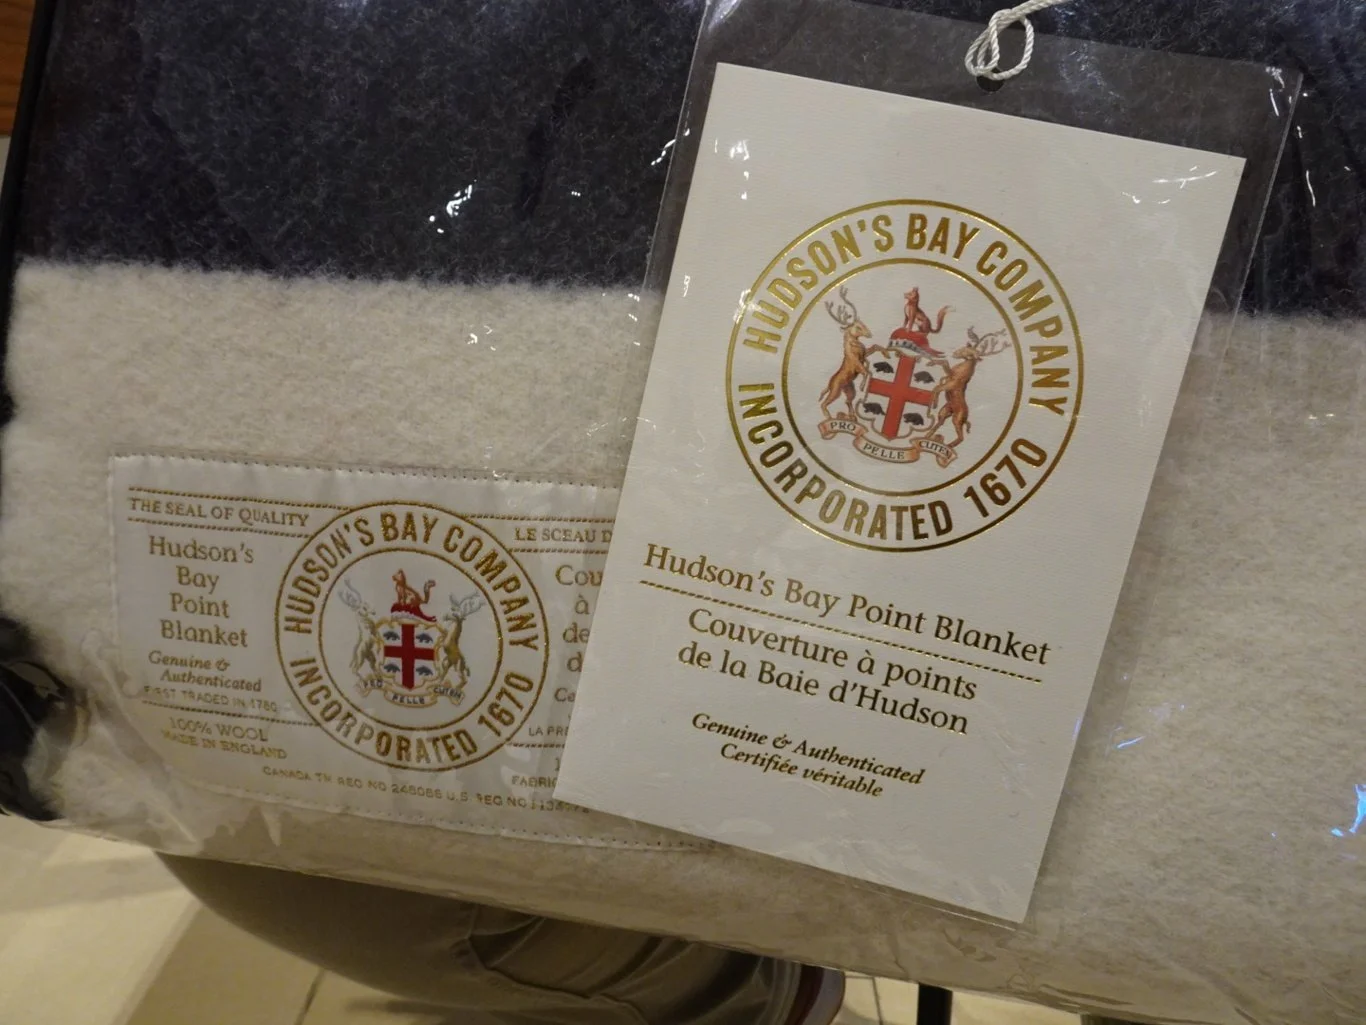 HUDSON'S BAY COMPANY
INCORPORATED 1670
PRO PELLE CUTEM
Hudson's Bay Point Blanket
Couverture à points
de la Baie d'Hudson
Genuine & Authenticated
Certifiée véritable
THE SEAL OF QUALITY
Hudson's
Bay
Point
Blanket
Genuine &
Authenticated
FIRST TRADED IN 1780
100% WOOL
MADE IN ENGLAND
HUDSON'S BAY COMPANY
INCORPORATED 1670
PRO PELLE CUTEM
LE SCEAU D
à
de
LA
CANADA TM REG NO 248086 U.S. REG NO